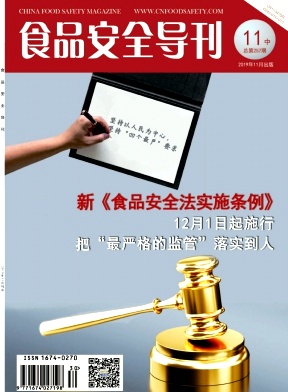 CHINA FOOD SAFETY MAGAZINE WWW.CNFOODSAFETY.COM
食品安全导刊
11中
总第257期
2019年11月出版
坚持以人民为中心，
坚持“四个最严”要求
新《食品安全法实施条例》
12月1日起施行
把“最严格的监管”落实到人
ISSN 1674-0270
9771674027198